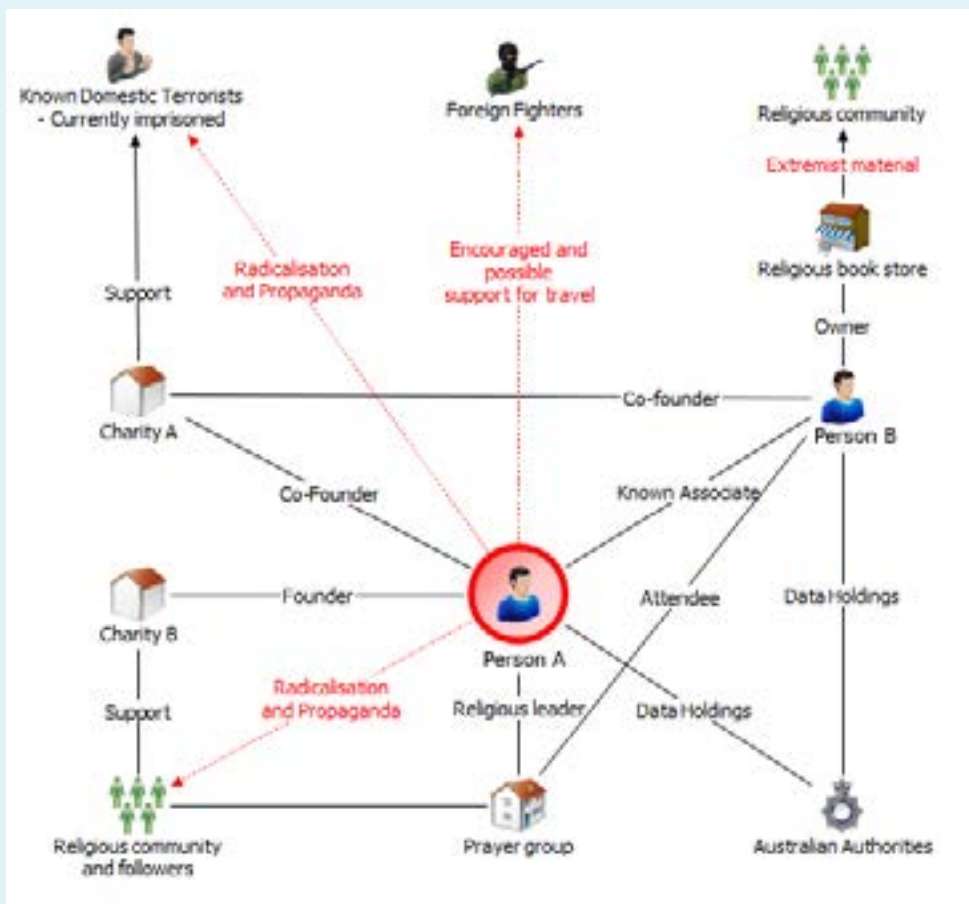 Known Domestic Terrorists
- Currently imprisoned
Foreign Fighters
Religious community
Extremist material
Religious book store
Radicalisation
and Propaganda
Encouraged and
possible
support for travel
Support
Owner
Charity A
Co-founder
Person B
Co-Founder
Known Associate
Charity B
Founder
Attendee
Data Holdings
Person A
Support
Radicalisation
and Propaganda
Religious leader
Data Holdings
Religious community
and followers
Prayer group
Australian Authorities